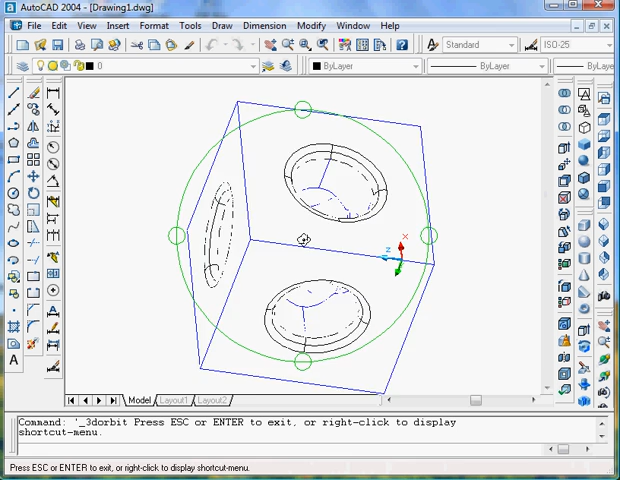 AutoCAD 2004 - [Drawing1.dwg]
File Edit View Insert Format Tools Draw Dimension Modify Window Help
Standard ISO-25
0 ByLayer ByLayer ByLayer
X
Z
Model Layout1 Layout2
Command: '_3dorbit Press ESC or ENTER to exit, or right-click to display
shortcut-menu.
Press ESC or ENTER to exit, or right-click to display shortcut-menu.